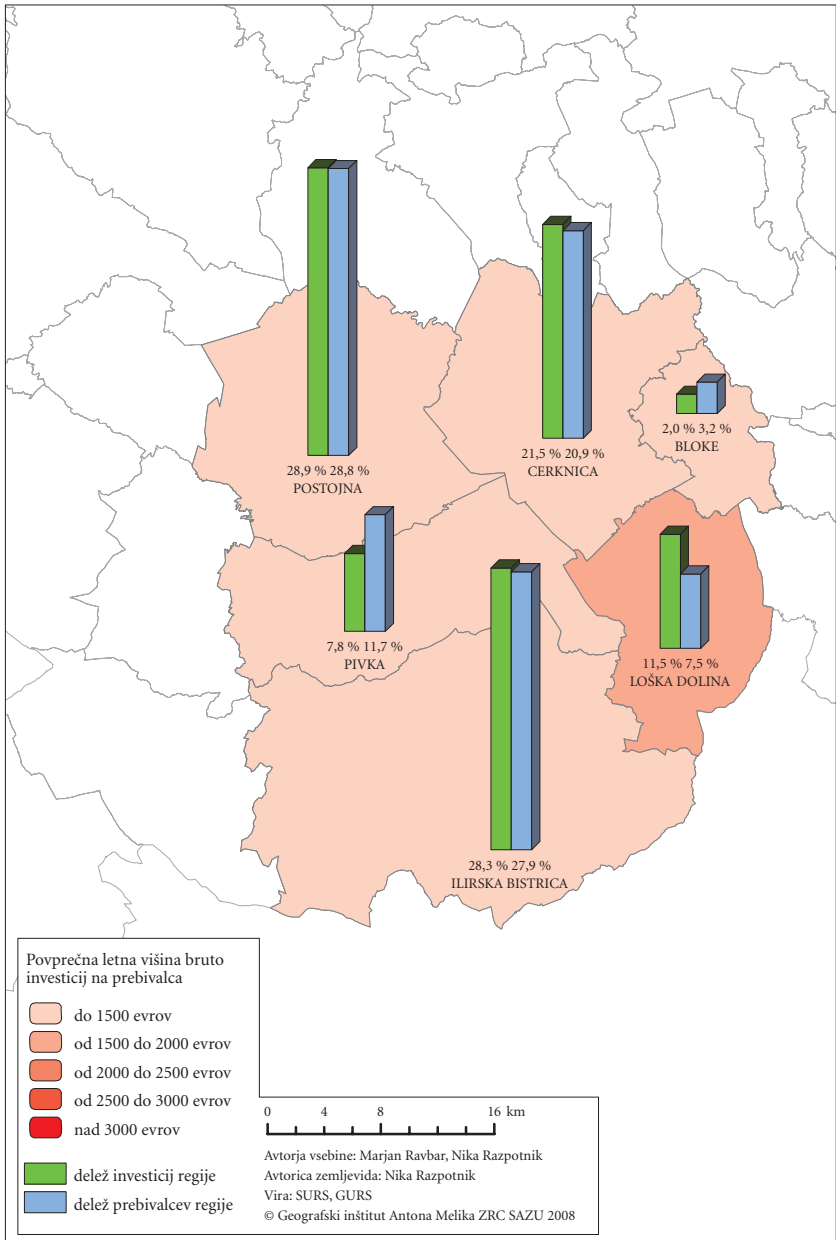 28,9 % 28,8 %
POSTOJNA
21,5 % 20,9 %
CERKNICA
2,0 % 3,2 %
BLOKE
7,8 % 11,7 %
PIVKA
11,5 % 7,5 %
LOŠKA DOLINA
28,3 % 27,9 %
ILIRSKA BISTRICA
Povprečna letna višina bruto
investicij na prebivalca
do 1500 evrov
od 1500 do 2000 evrov
od 2000 do 2500 evrov
od 2500 do 3000 evrov
nad 3000 evrov
delež investicij regije
delež prebivalcev regije
0 4 8 16 km
Avtorja vsebine: Marjan Ravbar, Nika Razpotnik
Avtorica zemljevida: Nika Razpotnik
Vira: SURS, GURS
© Geografski inštitut Antona Melika ZRC SAZU 2008